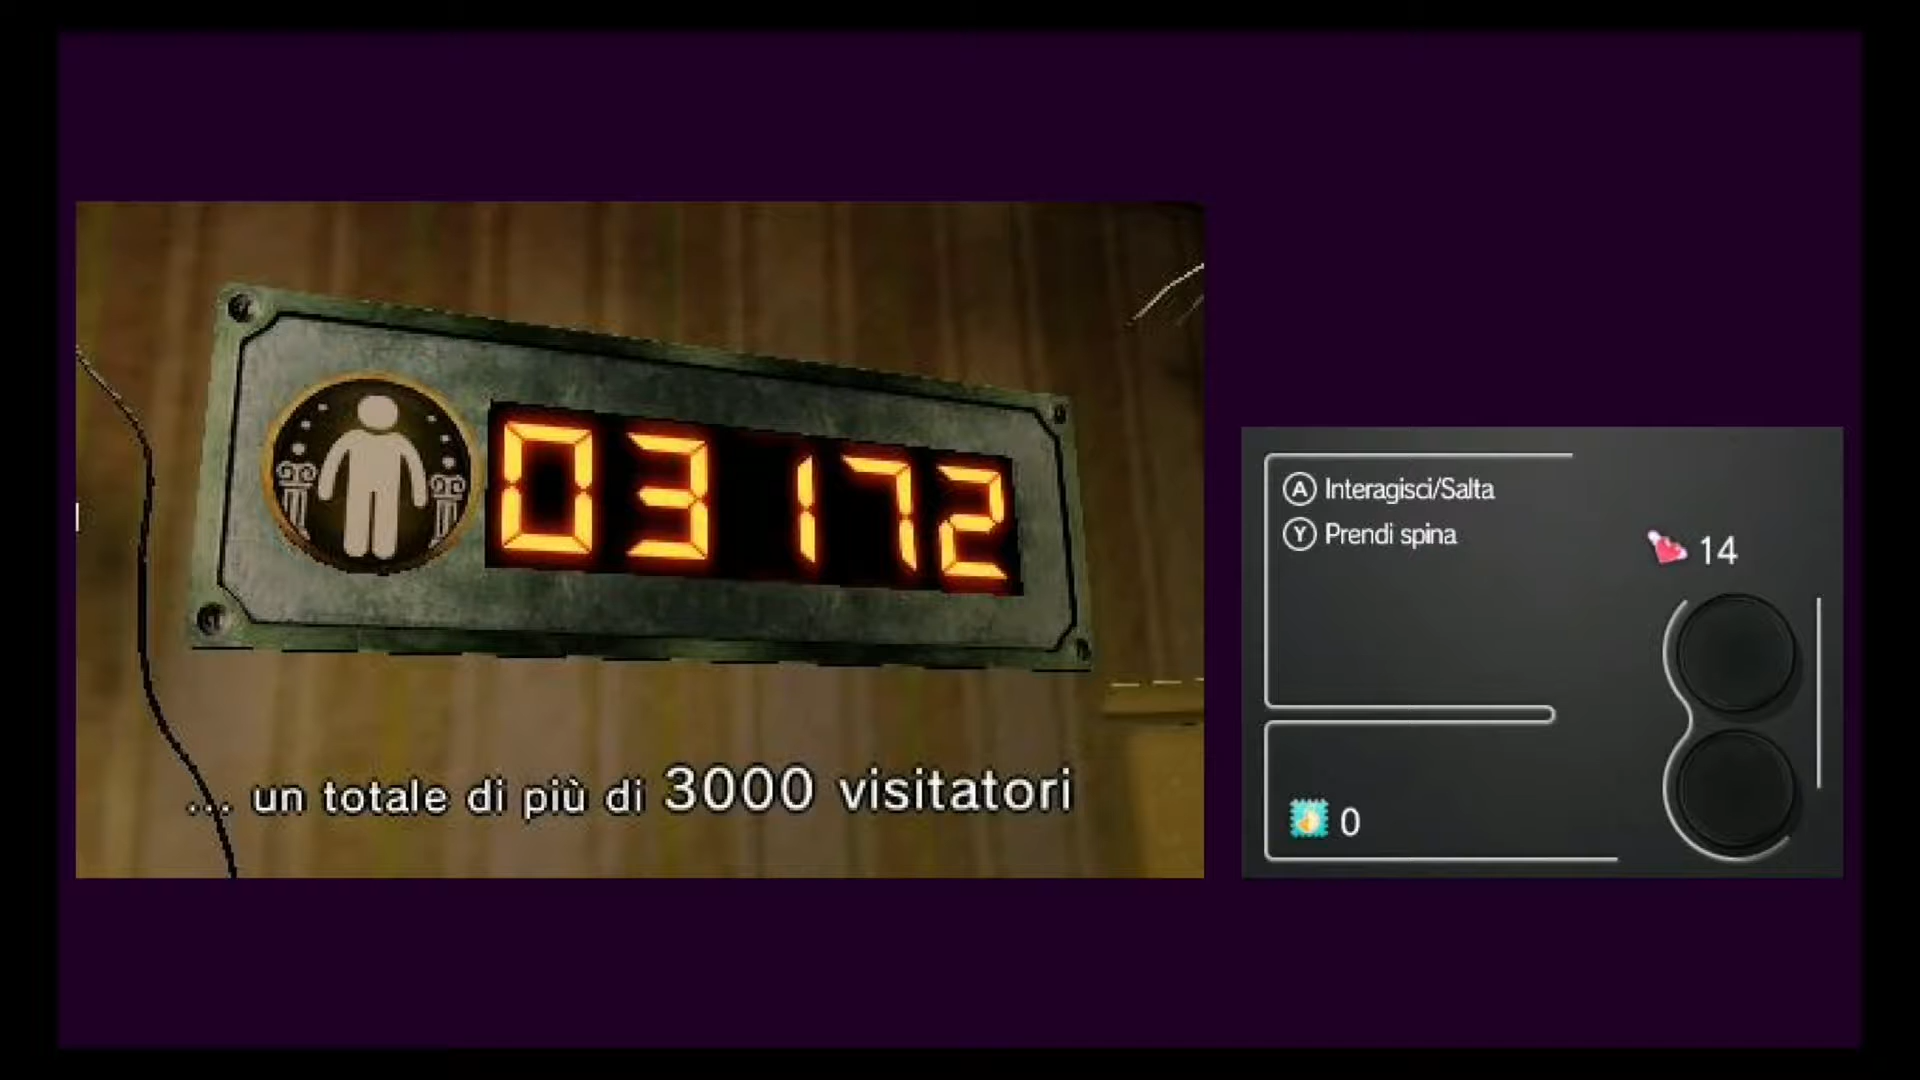 03172
... un totale di più di 3000 visitatori
A Interagisci/Salta
Y Prendi spina
14
0